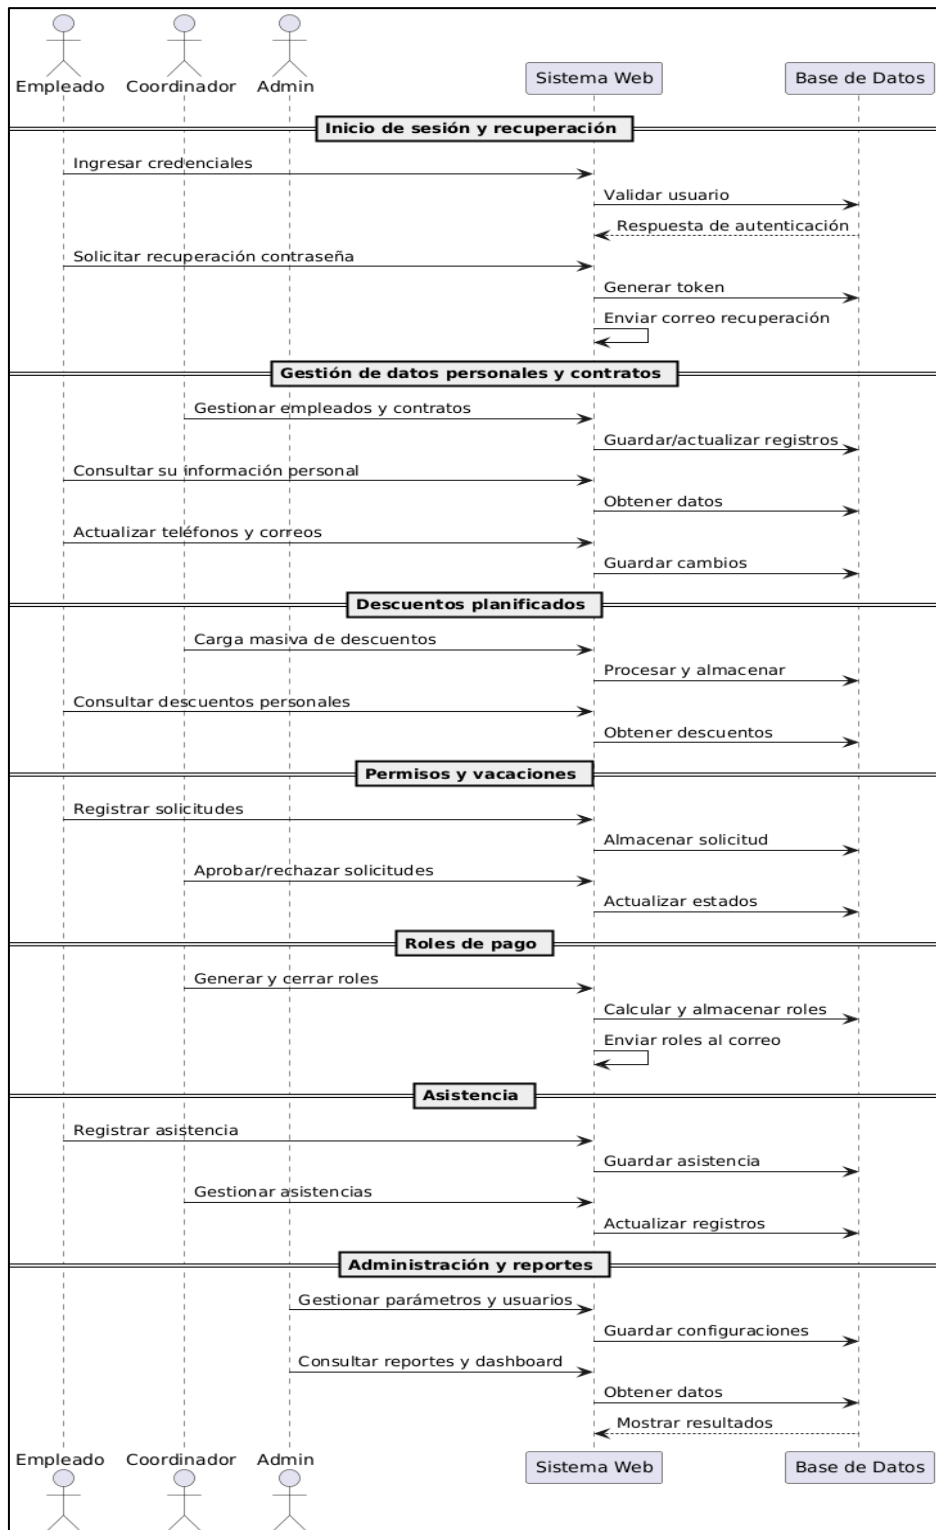 Empleado Coordinador Admin Sistema Web Base de Datos
Inicio de sesión y recuperación
Ingresar credenciales
Validar usuario
Respuesta de autenticación
Solicitar recuperación contraseña
Generar token
Enviar correo recuperación
Gestión de datos personales y contratos
Gestionar empleados y contratos
Guardar/actualizar registros
Consultar su información personal
Obtener datos
Actualizar teléfonos y correos
Guardar cambios
Descuentos planificados
Carga masiva de descuentos
Procesar y almacenar
Consultar descuentos personales
Obtener descuentos
Permisos y vacaciones
Registrar solicitudes
Almacenar solicitud
Aprobar/rechazar solicitudes
Actualizar estados
Roles de pago
Generar y cerrar roles
Calcular y almacenar roles
Enviar roles al correo
Asistencia
Registrar asistencia
Guardar asistencia
Gestionar asistencias
Actualizar registros
Administración y reportes
Gestionar parámetros y usuarios
Guardar configuraciones
Consultar reportes y dashboard
Obtener datos
Mostrar resultados
Empleado Coordinador Admin Sistema Web Base de Datos